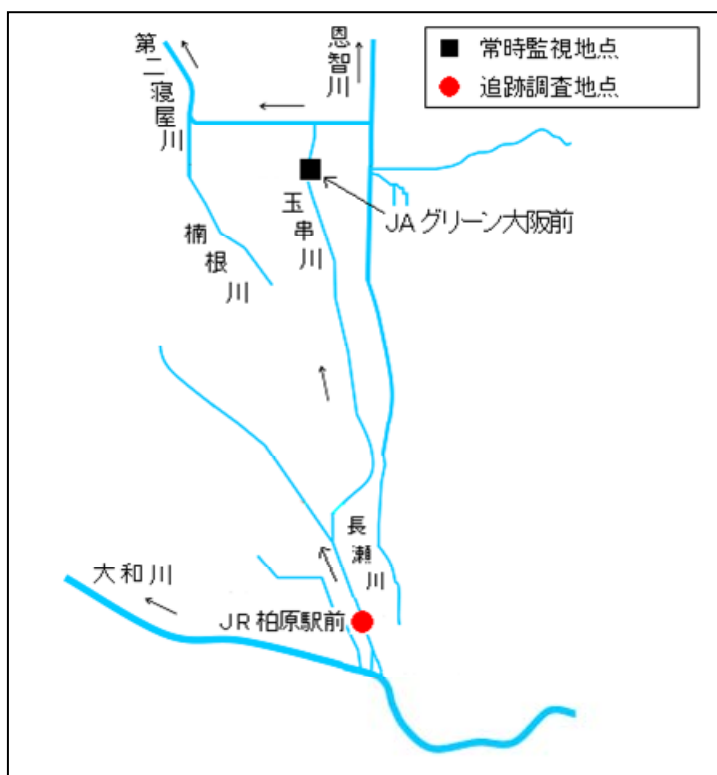 常時監視地点
追跡調査地点
第二寝屋川
恩智川
玉串川
JAグリーン大阪前
楠根川
長瀬川
大和川
JR柏原駅前